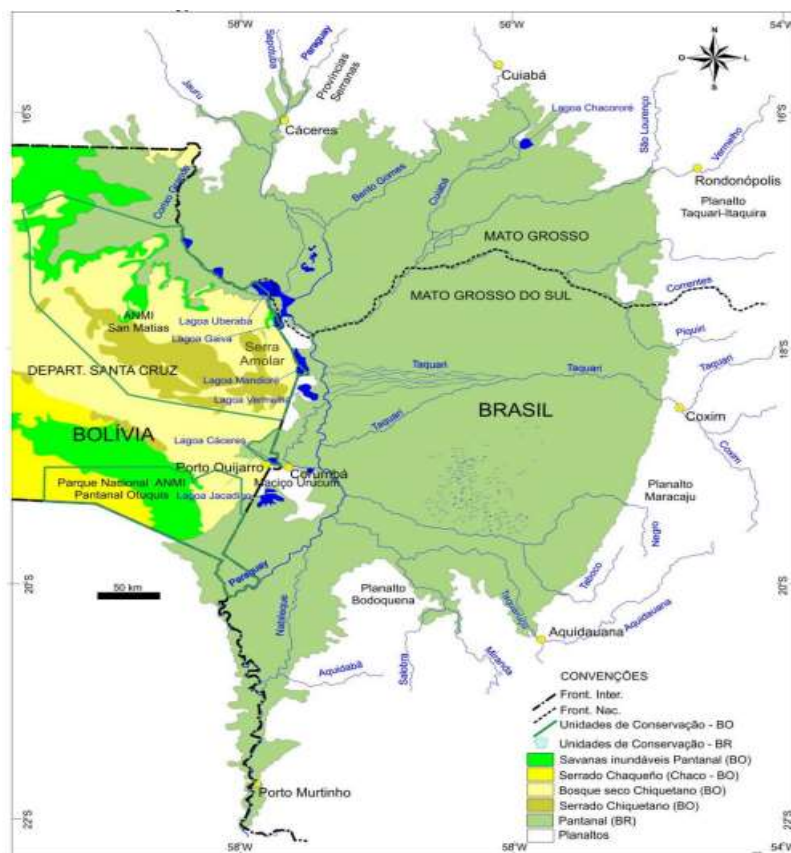 58°W
56°W
54°W
Sepotuba
Paraguay
Províncias
Serranas
Jauru
Cuiabá
N
O
L
S
Lagoa Chacororé
16°S
16°S
Cáceres
São Lourenço
Vermelho
Rondonópolis
Corixo Grande
Bento Gomes
Cuiabá
Planalto
Taquari-Itaquira
MATO GROSSO
Correntes
ANMI
San Matias
MATO GROSSO DO SUL
Lagoa Uberaba
Piquiri
Lagoa Gaiva
Serra
Amolar
18°S
18°S
DEPART. SANTA CRUZ
Lagoa Mandioré
Taquari
Taquari
Taquari
Lagoa Vermelha
BRASIL
Coxim
Taquari
BOLÍVIA
Lagoa Cáceres
Coxim
Porto Quijarro
Corumbá
Parque Nacional ANMI
Pantanal Otuquis
Maciço Urucum
Lagoa Jacadigo
Planalto
Maracaju
Negro
Paraguay
Taboco
20°S
20°S
50 km
Planalto
Bodoquena
Nabileque
Aquidauana
Aquidauana
Aquidabã
Salobra
Miranda
CONVENÇÕES
Front. Inter.
Front. Nac.
Unidades de Conservação - BO
Unidades de Conservação - BR
Savanas inundáveis Pantanal (BO)
Serrado Chaqueño (Chaco - BO)
Bosque seco Chiquetano (BO)
Serrado Chiquetano (BO)
Pantanal (BR)
Planaltos
Porto Murtinho
22°S
22°S
58°W
56°W
54°W